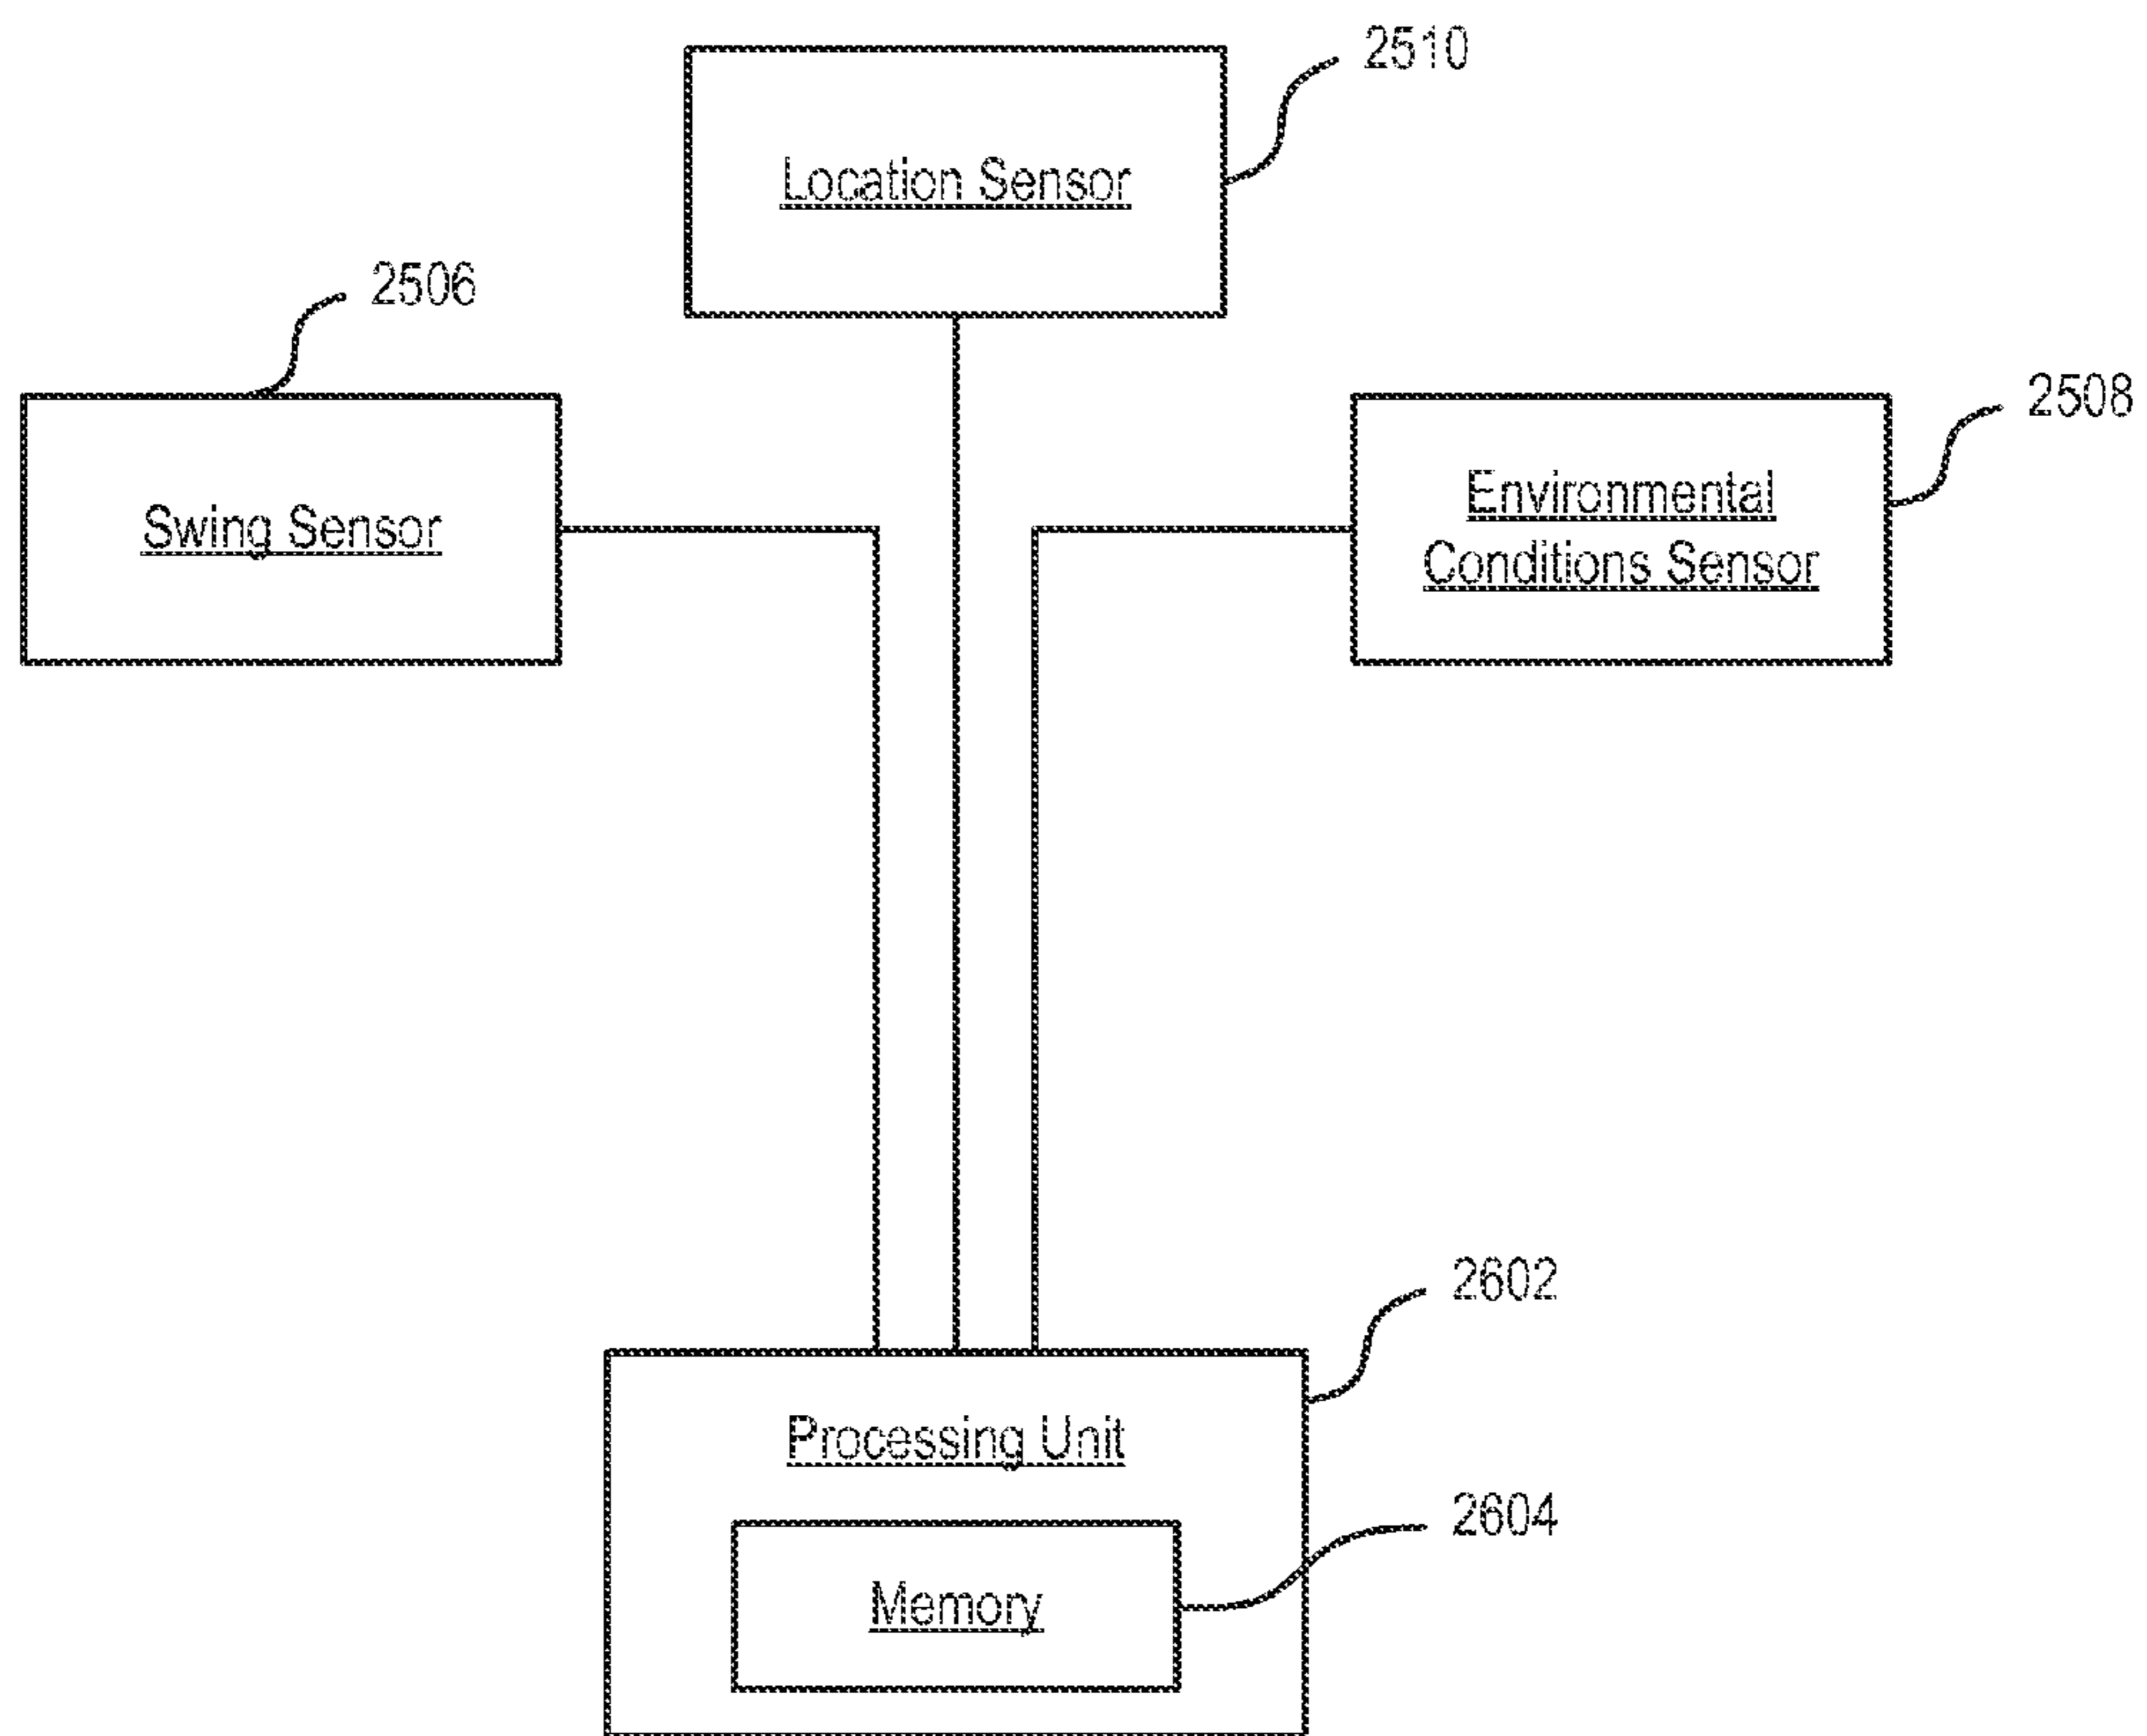 2510
Location Sensor
2506
2508
Swing Sensor
Environmental
Conditions Sensor
2602
Processing Unit
2604
Memory